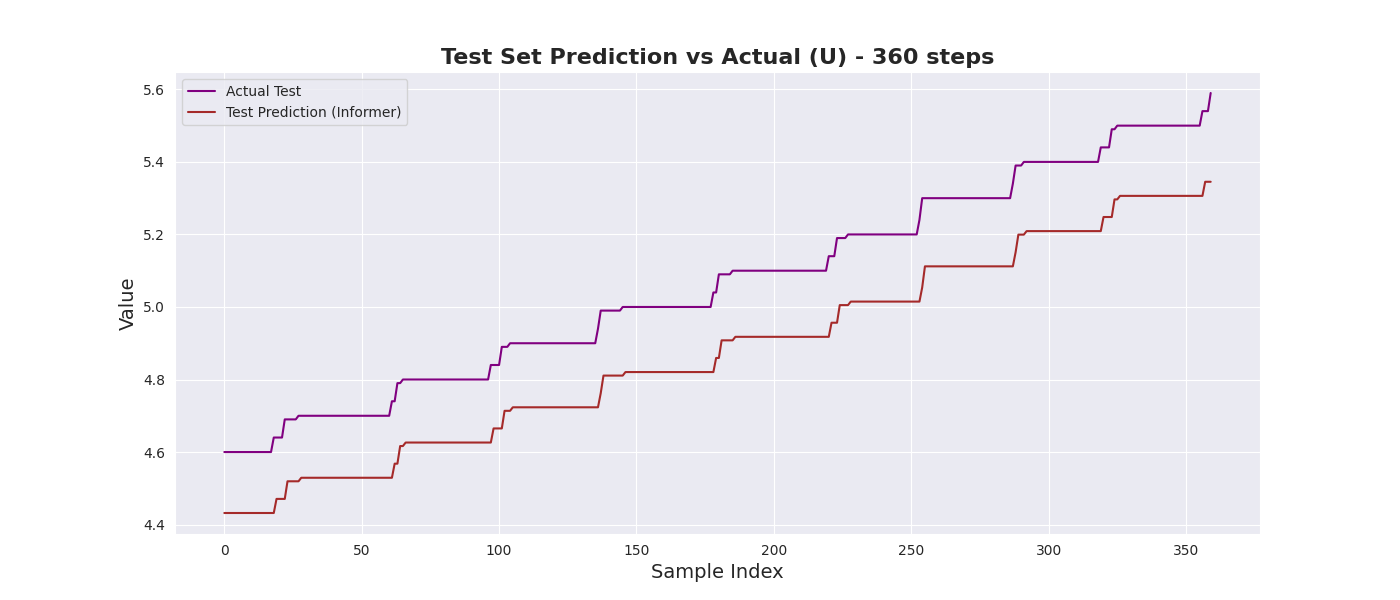 Test Set Prediction vs Actual (U) - 360 steps
Actual Test
Test Prediction (Informer)
Value
5.6
5.4
5.2
5.0
4.8
4.6
4.4
0 50 100 150 200 250 300 350
Sample Index